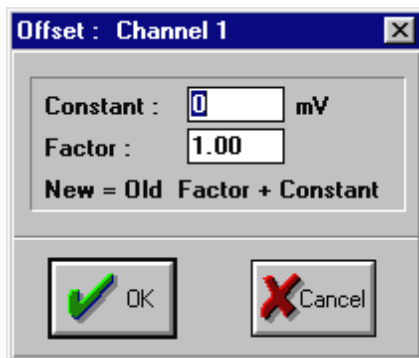 Offset : Channel 1
Constant : 0 mV
Factor : 1.00
New = Old Factor + Constant
OK Cancel